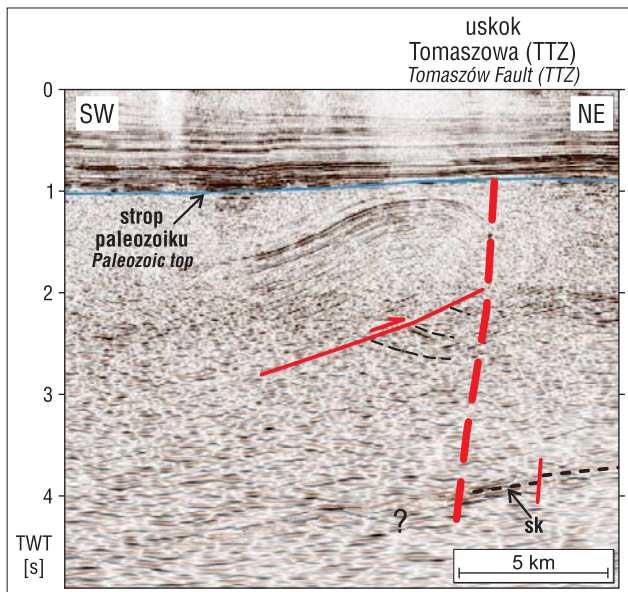 uskok
Tomaszowa (TTZ)
Tomaszów Fault (TTZ)
0
SW
NE
1
strop
paleozoiku
Paleozoic top
2
3
4
?
sk
TWT
[s]
5 km